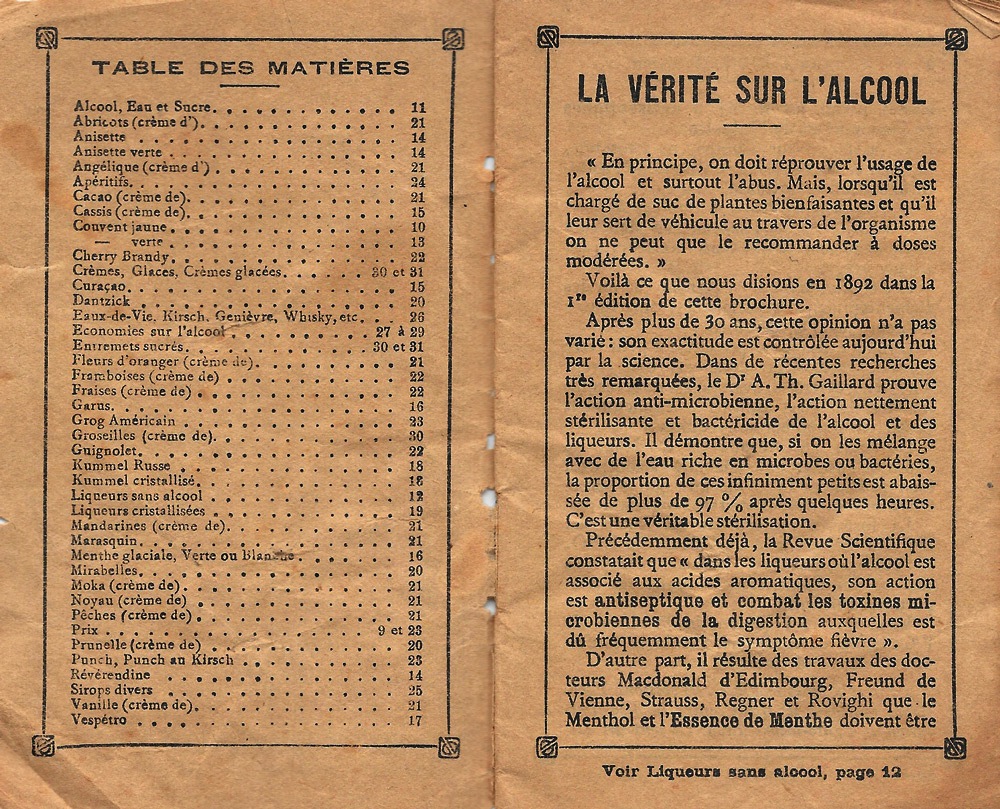 TABLE DES MATIÈRES
Alcool, Eau et Sucre. . . . . . . . . . . . . 11
Abricots (crème d'). . . . . . . . . . . . . 21
Anisette . . . . . . . . . . . . . 14
Anisette verte . . . . . . . . . . . . . 14
Angélique (crème d') . . . . . . . . . . . . . 21
Apéritifs. . . . . . . . . . . . . 24
Cacao (crème de). . . . . . . . . . . . . 21
Cassis (crème de). . . . . . . . . . . . . 15
Couvent jaune. . . . . . . . . . . . . 10
— verte . . . . . . . . . . . . . 13
Cherry Brandy. . . . . . . . . . . . . 22
Crèmes, Glaces, Crèmes glacées. . . . . . . 30 et 31
Curaçao. . . . . . . . . . . . . 15
Dantzick . . . . . . . . . . . . . 20
Eaux-de-Vie, Kirsch, Genièvre, Whisky, etc. . . 26
Economies sur l'alcool . . . . . . . . . 27 à 29
Entremets sucrés. . . . . . . . . . . 30 et 31
Fleurs d'oranger (crème de). . . . . . . . . . 21
Framboises (crème de) . . . . . . . . . . . 22
Fraises (crème de) . . . . . . . . . . . . 22
Garus. . . . . . . . . . . . . 16
Grog Américain . . . . . . . . . . . . . 23
Groseilles (crème de). . . . . . . . . . . . 30
Guignolet. . . . . . . . . . . . . 22
Kummel Russe . . . . . . . . . . . . . 18
Kummel cristallisé. . . . . . . . . . . . . 18
Liqueurs sans alcool . . . . . . . . . . . . 12
Liqueurs cristallisées . . . . . . . . . . . . 19
Mandarines (crème de). . . . . . . . . . . . 21
Marasquin. . . . . . . . . . . . . 21
Menthe glaciale, Verte ou Blanche. . . . . . . 16
Mirabelles. . . . . . . . . . . . . 20
Moka (crème de) . . . . . . . . . . . . . 21
Noyau (crème de) . . . . . . . . . . . . . 21
Pêches (crème de) . . . . . . . . . . . . . 21
Prix . . . . . . . . . . . . . 9 et 23
Prunelle (crème de) . . . . . . . . . . . . . 20
Punch, Punch au Kirsch . . . . . . . . . . . 23
Révérendine . . . . . . . . . . . . . 14
Sirops divers . . . . . . . . . . . . . 25
Vanille (crème de). . . . . . . . . . . . . 21
Vespétro . . . . . . . . . . . . . 17
LA VÉRITÉ SUR L'ALCOOL
« En principe, on doit réprouver l'usage de
l'alcool et surtout l'abus. Mais, lorsqu'il est
chargé de suc de plantes bienfaisantes et qu'il
leur sert de véhicule au travers de l'organisme
on ne peut que le recommander à doses
modérées. »
Voilà ce que nous disions en 1892 dans la
1re édition de cette brochure.
Après plus de 30 ans, cette opinion n'a pas
varié : son exactitude est contrôlée aujourd'hui
par la science. Dans de récentes recherches
très remarquées, le Dr A. Th. Gaillard prouve
l'action anti-microbienne, l'action nettement
stérilisante et bactéricide de l'alcool et des
liqueurs. Il démontre que, si on les mélange
avec de l'eau riche en microbes ou bactéries,
la proportion de ces infiniment petits est abais-
sée de plus de 97 % après quelques heures.
C'est une véritable stérilisation.
Précédemment déjà, la Revue Scientifique
constatait que « dans les liqueurs où l'alcool est
associé aux acides aromatiques, son action
est antiseptique et combat les toxines mi-
crobiennes de la digestion auxquelles est
dû fréquemment le symptôme fièvre ».
D'autre part, il résulte des travaux des doc-
teurs Macdonald d'Edimbourg, Freund de
Vienne, Strauss, Regner et Rovighi que le
Menthol et l'Essence de Menthe doivent être
Voir Liqueurs sans alcool, page 12